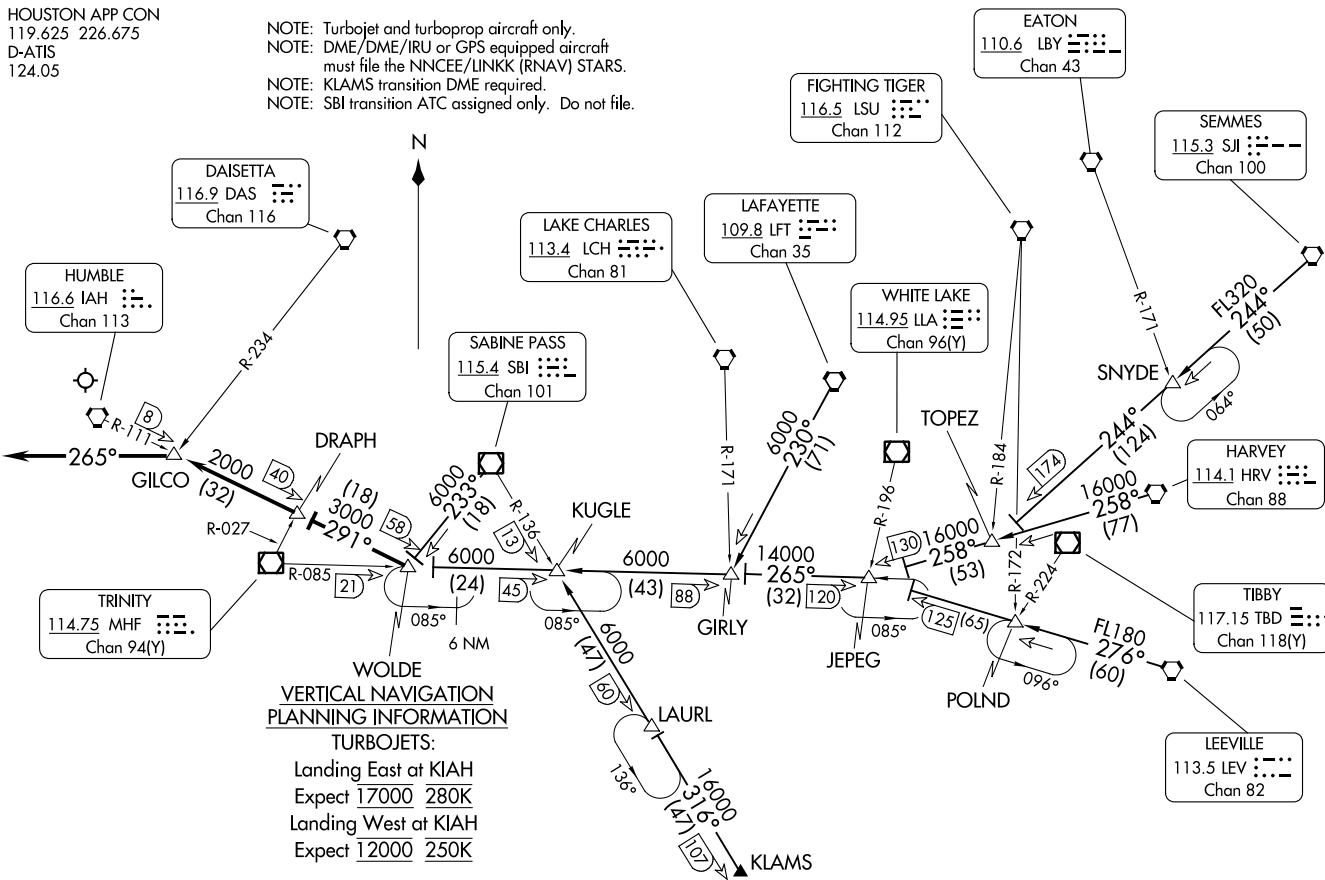 HOUSTON APP CON
119.625 226.675
D-ATIS
124.05
NOTE: Turbojet and turboprop aircraft only.
NOTE: DME/DME/IRU or GPS equipped aircraft
must file the NNCEE/LINKK (RNAV) STARS.
NOTE: KLAMS transition DME required.
NOTE: SBI transition ATC assigned only. Do not file.
EATON
110.6 LBY
Chan 43
FIGHTING TIGER
116.5 LSU
Chan 112
SEMMES
115.3 SJI
Chan 100
N
DAISETTA
116.9 DAS
Chan 116
LAKE CHARLES
113.4 LCH
Chan 81
LAFAYETTE
109.8 LFT
Chan 35
HUMBLE
116.6 IAH
Chan 113
WHITE LAKE
114.95 LLA
Chan 96(Y)
SABINE PASS
115.4 SBI
Chan 101
R-234
R-171
FL320
244°
(50)
SNYDE
064°
TOPEZ
244°
(124)
174
R-184
HARVEY
114.1 HRV
Chan 88
R-111
8
265°
GILCO
2000
(32)
40
DRAPH
(18)
3000
291°
58
6000
233°
(18)
R-136
13
KUGLE
R-171
6000
230°
(71)
R-196
130
16000
258°
(53)
16000
258°
(77)
R-172
R-224
R-027
R-085
21
6000
(24)
45
6000
(43)
88
14000
265°
(32)
120
125
(65)
TRINITY
114.75 MHF
Chan 94(Y)
085°
6 NM
085°
GIRLY
085°
JEPEG
096°
POLND
FL180
276°
(60)
TIBBY
117.15 TBD
Chan 118(Y)
WOLDE
6000
(47)
60
LAURL
136°
16000
316°
(47)
107
KLAMS
LEEVILLE
113.5 LEV
Chan 82
VERTICAL NAVIGATION
PLANNING INFORMATION
TURBOJETS:
Landing East at KIAH
Expect 17000 280K
Landing West at KIAH
Expect 12000 250K